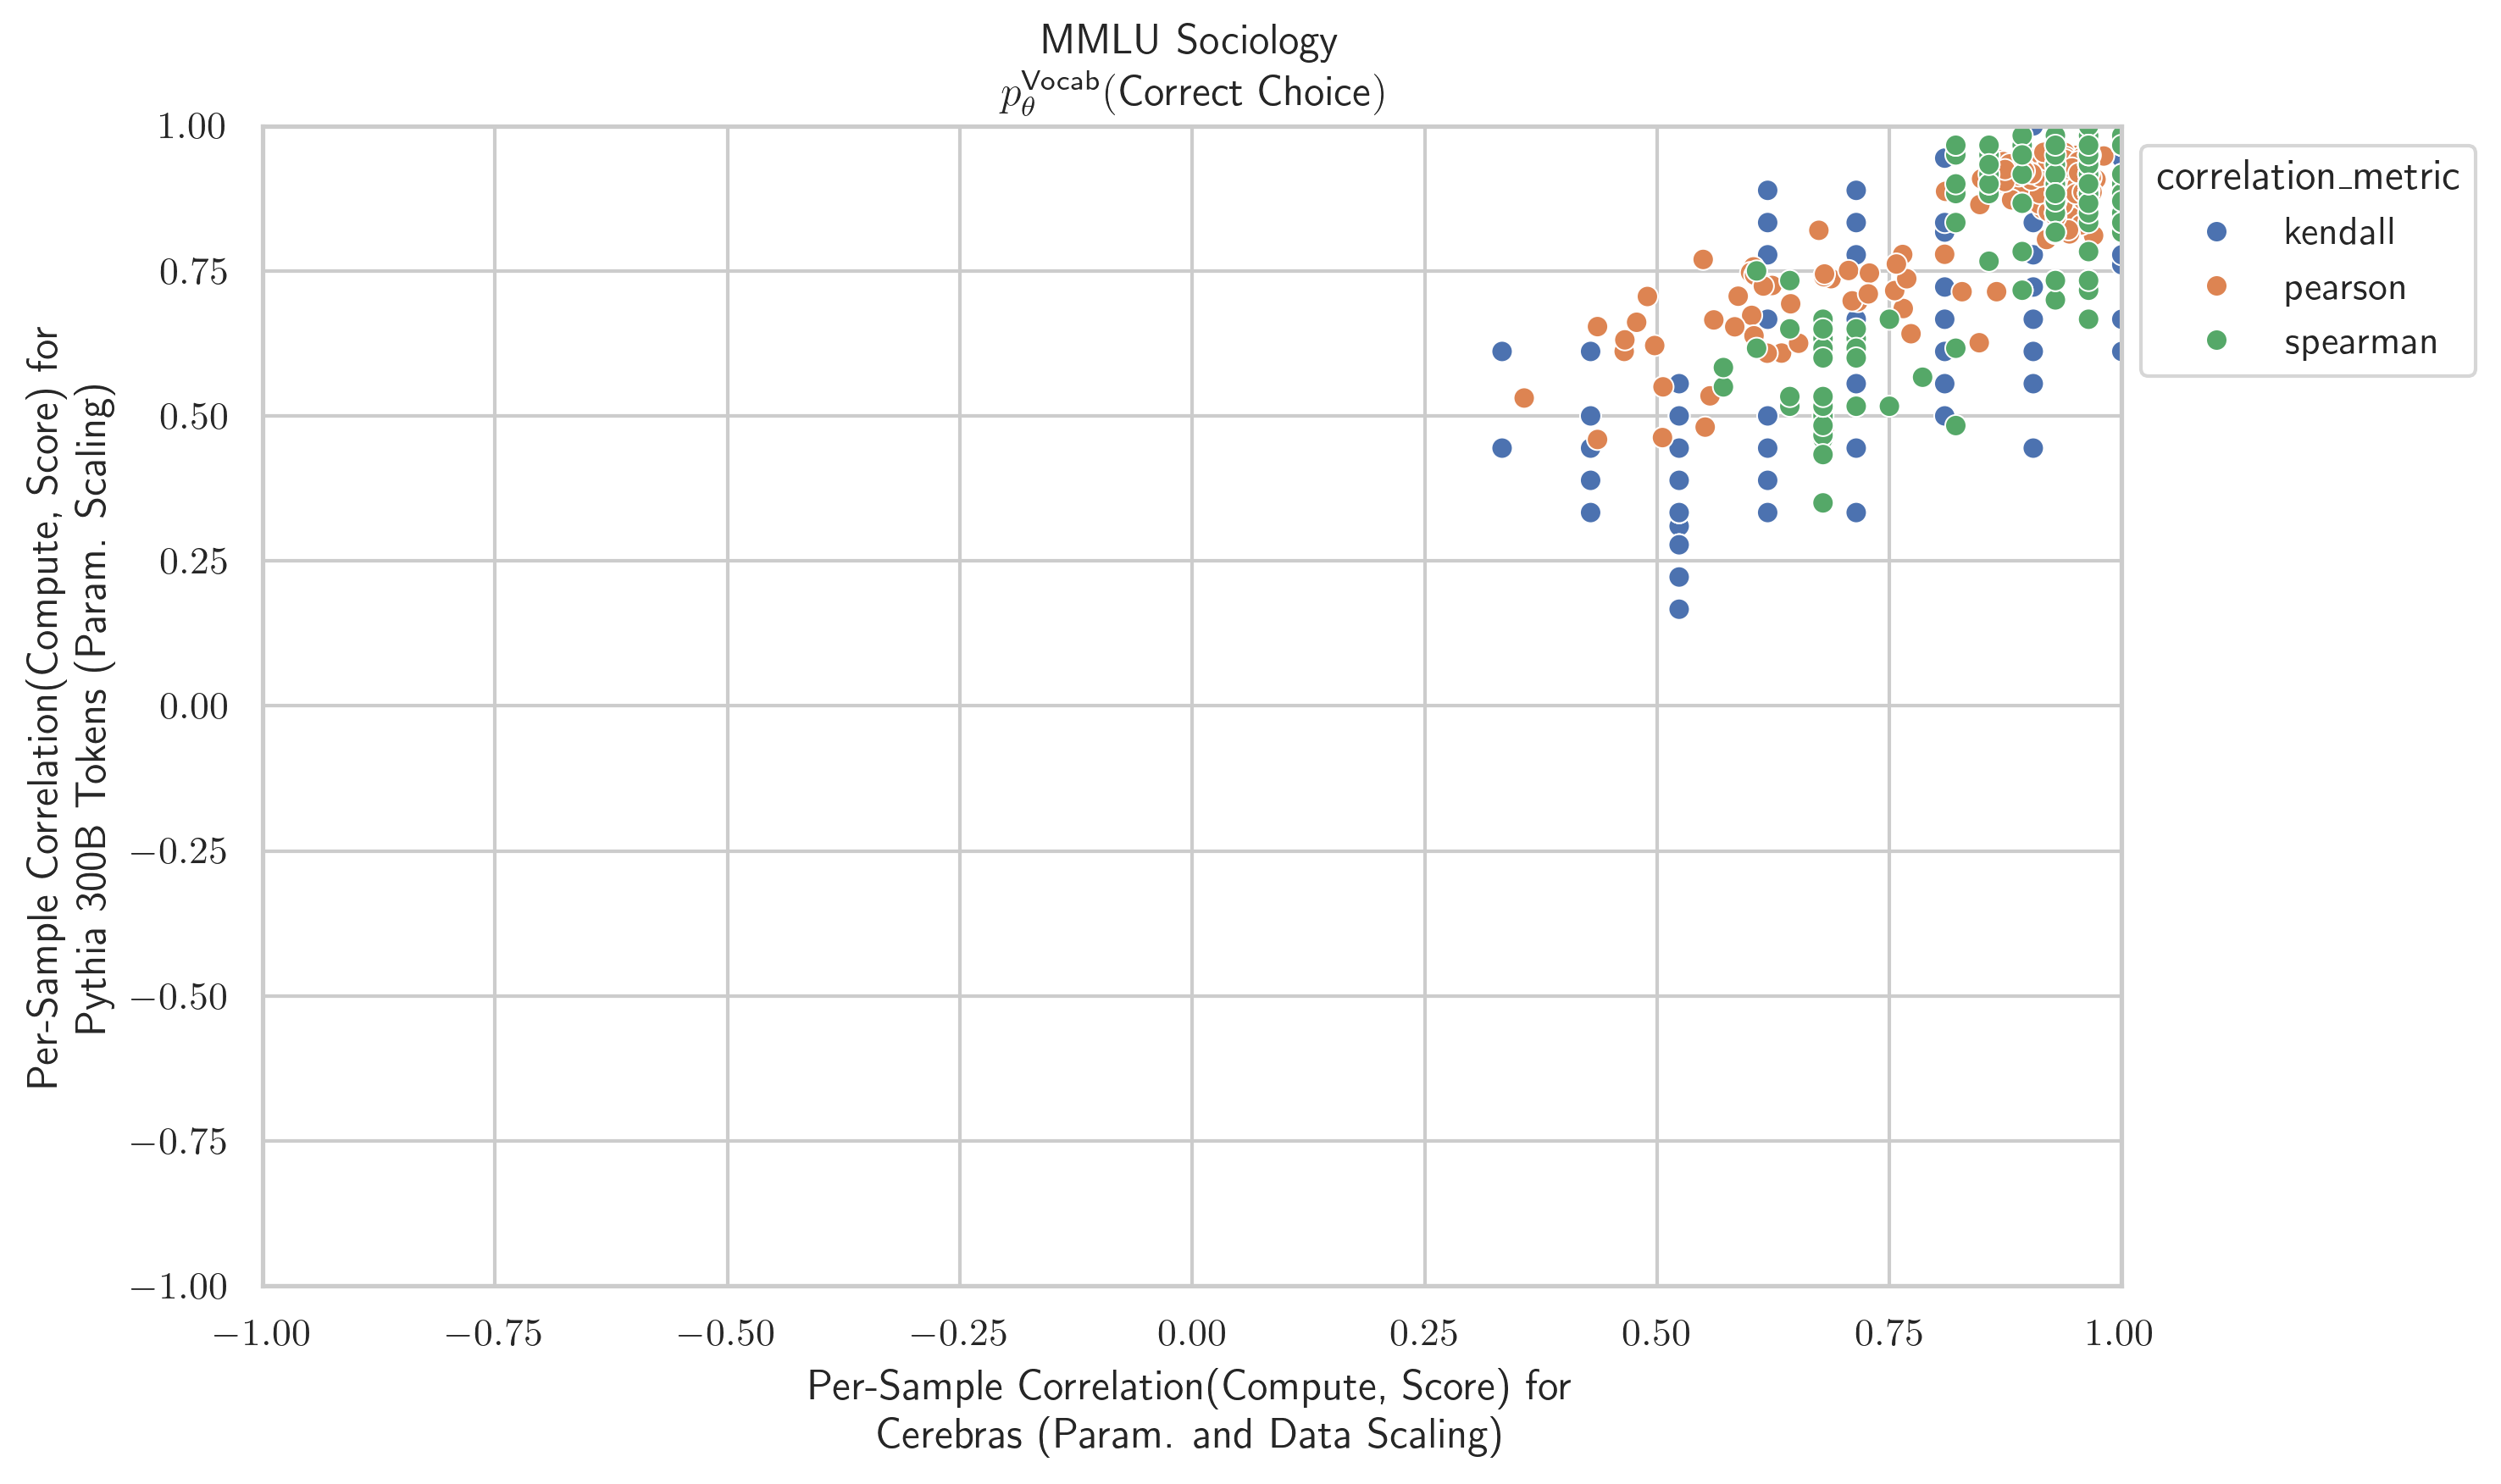 MMLU Sociology
p_θ^Vocab(Correct Choice)
1.00
0.75
0.50
0.25
0.00
−0.25
−0.50
−0.75
−1.00
Per-Sample Correlation(Compute, Score) for
Pythia 300B Tokens (Param. Scaling)
correlation_metric
kendall
pearson
spearman
−1.00
−0.75
−0.50
−0.25
0.00
0.25
0.50
0.75
1.00
Per-Sample Correlation(Compute, Score) for
Cerebras (Param. and Data Scaling)